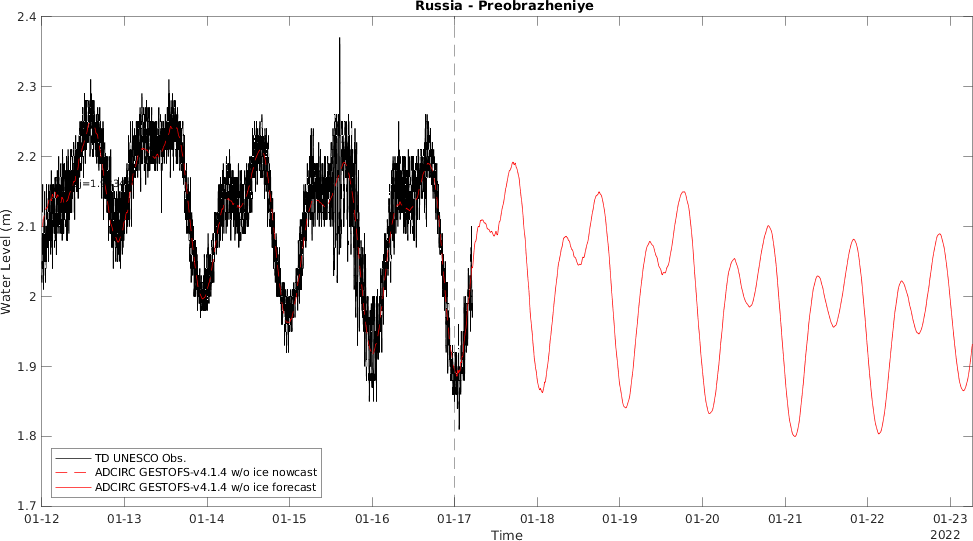 Russia - Preobrazheniye
2.4
2.3
2.2
2.1
2
1.9
1.8
1.7
Water Level (m)
TD UNESCO Obs.
ADCIRC GESTOFS-v4.1.4 w/o ice nowcast
ADCIRC GESTOFS-v4.1.4 w/o ice forecast
01-12 01-13 01-14 01-15 01-16 01-17 01-18 01-19 01-20 01-21 01-22 01-23
Time
2022